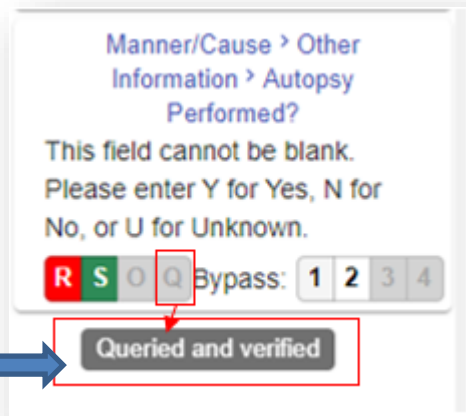 Manner/Cause > Other
Information > Autopsy
Performed?
This field cannot be blank.
Please enter Y for Yes, N for
No, or U for Unknown.
R S O Q Bypass: 1 2 3 4
Queried and verified